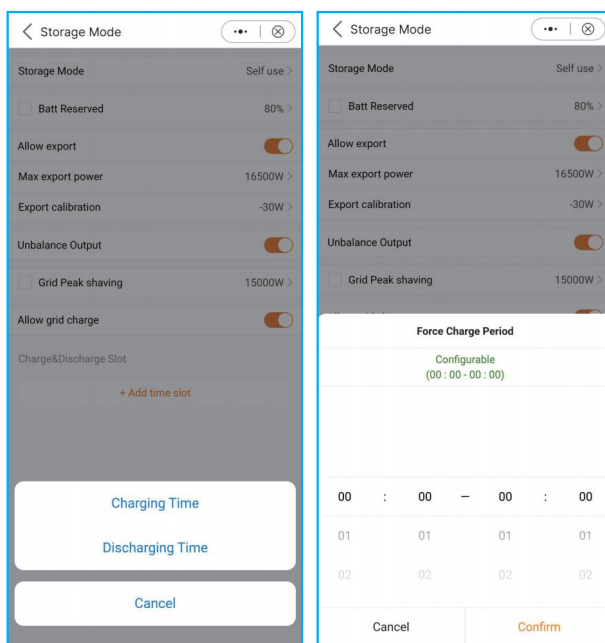 Storage Mode
Storage Mode Self use >
Batt Reserved 80% >
Allow export
Max export power 16500W >
Export calibration -30W >
Unbalance Output
Grid Peak shaving 15000W >
Allow grid charge
Charge&Discharge Slot
+ Add time slot
Charging Time
Discharging Time
Cancel
Storage Mode
Storage Mode Self use >
Batt Reserved 80% >
Allow export
Max export power 16500W >
Export calibration -30W >
Unbalance Output
Grid Peak shaving 15000W >
Force Charge Period
Configurable
(00 : 00 - 00 : 00)
00 : 00 – 00 : 00
01 01 01 01
02 02 02 02
Cancel Confirm